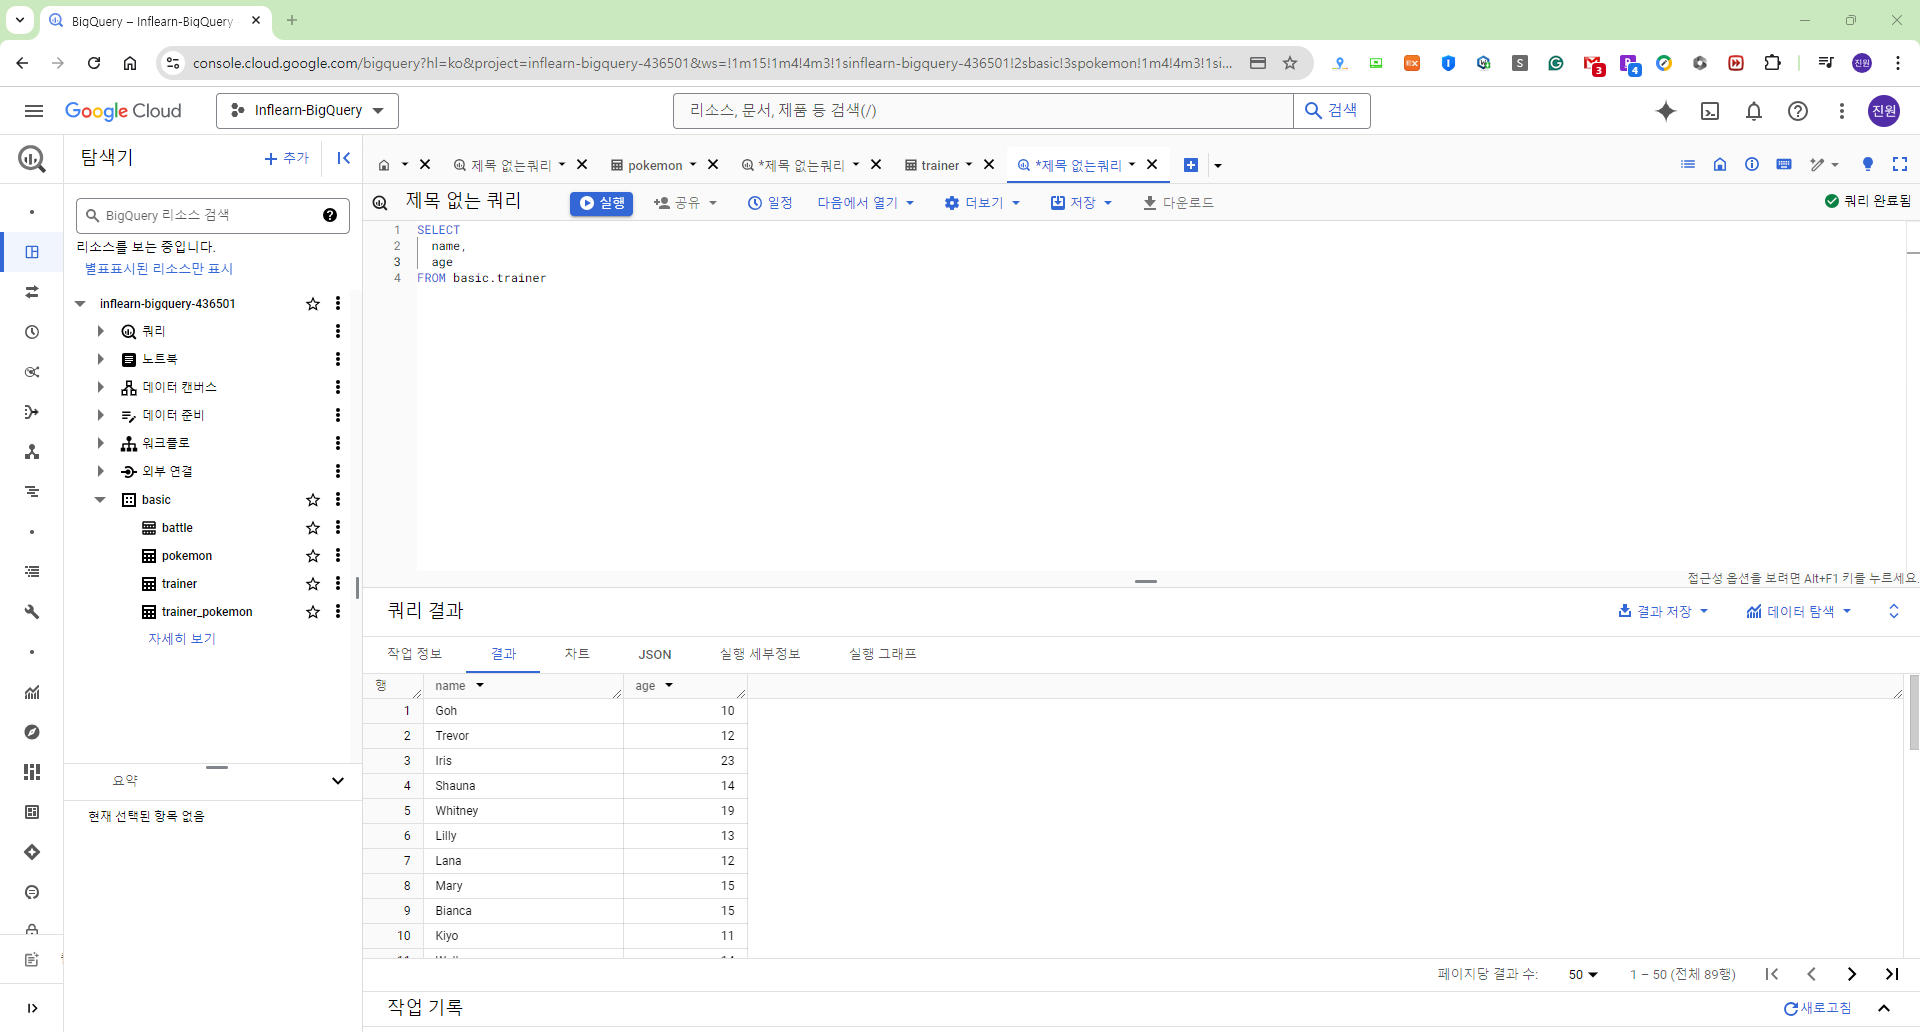 BigQuery – Inflearn-BigQuery
console.cloud.google.com/bigquery?hl=ko&project=inflearn-bigquery-436501&ws=!1m15!1m4!4m3!1sinflearn-bigquery-436501!2sbasic!3spokemon!1m4!4m3!1si...
3
4
진원
Google Cloud
Inflearn-BigQuery
리소스, 문서, 제품 등 검색(/)
검색
진원
탐색기
추가
제목 없는쿼리
pokemon
*제목 없는쿼리
trainer
*제목 없는쿼리
제목 없는 쿼리
실행
공유
일정
다음에서 열기
더보기
저장
다운로드
쿼리 완료됨
BigQuery 리소스 검색
리소스를 보는 중입니다.
별표표시된 리소스만 표시
inflearn-bigquery-436501
쿼리
노트북
데이터 캔버스
데이터 준비
워크플로
외부 연결
basic
battle
pokemon
trainer
trainer_pokemon
자세히 보기
요약
현재 선택된 항목 없음
1 SELECT
2 name,
3 age
4 FROM basic.trainer
접근성 옵션을 보려면 Alt+F1 키를 누르세요.
쿼리 결과
결과 저장
데이터 탐색
작업 정보
결과
차트
JSON
실행 세부정보
실행 그래프
행 name age
1 Goh 10
2 Trevor 12
3 Iris 23
4 Shauna 14
5 Whitney 19
6 Lilly 13
7 Lana 12
8 Mary 15
9 Bianca 15
10 Kiyo 11
페이지당 결과 수: 50 1 – 50 (전체 89행)
작업 기록
새로고침